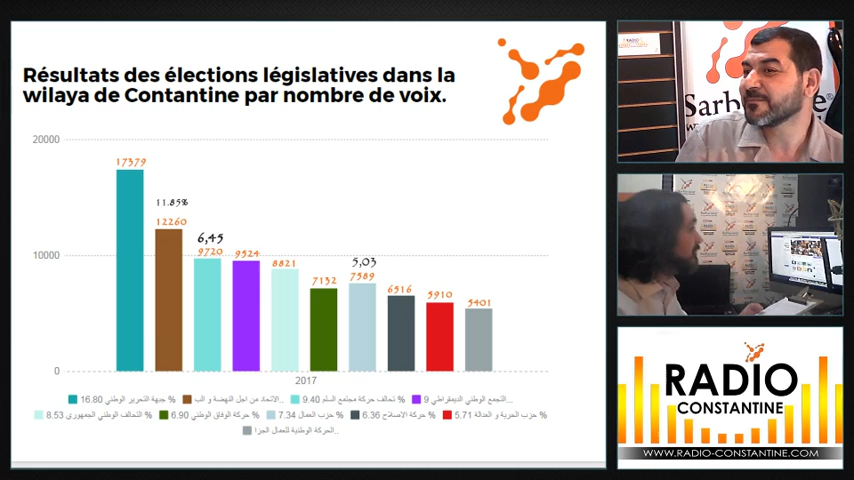 Résultats des élections législatives dans la
wilaya de Contantine par nombre de voix.
20000
17379
11.85%
12260
6,45
9720
9524
8821
7132
5,03
7589
6516
5910
5401
10000
0
2017
جبهة التحرير الوطني 16.80 %
الاتحاد من اجل النهضة و الب..
تحالف حركة مجتمع السلم 9.40 %
التجمع الوطني الديمقراطي 9..
التحالف الوطني الجمهوري 8.53 %
حركة الوفاق الوطني 6.90 %
حزب العمال 7.34 %
حركة الاصلاح 6.36 %
حزب الحرية و العدالة 5.71 %
الحركة الوطنية للعمال الجزا..
RADIO
RADIO
CONSTANTINE
WWW.RADIO-CONSTANTINE.COM